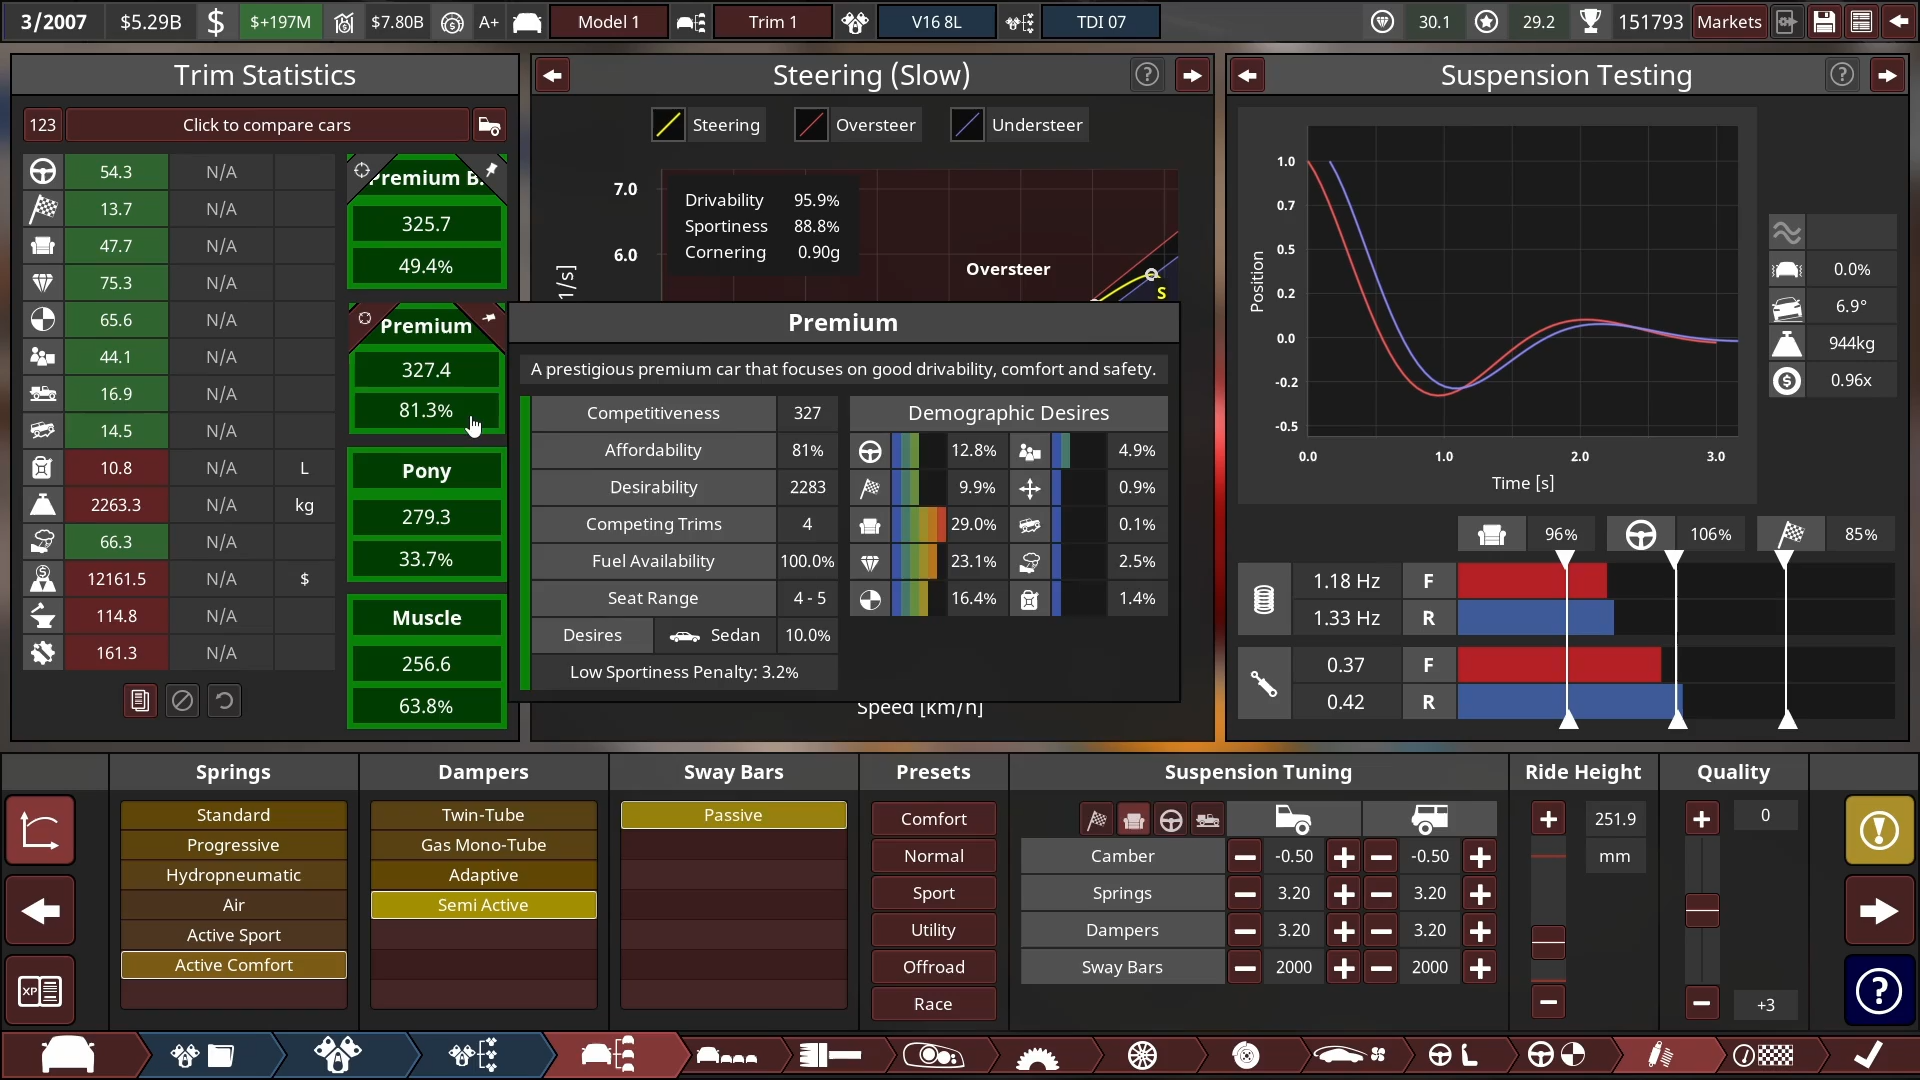 3/2007 $5.29B $+197M $7.80B A+ Model 1 Trim 1 V16 8L TDI 07 30.1 29.2 151793 Markets
Trim Statistics
123 Click to compare cars
54.3 N/A
13.7 N/A
47.7 N/A
75.3 N/A
65.6 N/A
44.1 N/A
16.9 N/A
14.5 N/A
10.8 N/A L
2263.3 N/A kg
66.3 N/A
12161.5 N/A $
114.8 N/A
161.3 N/A
Premium B.
325.7
49.4%
Premium
327.4
81.3%
Pony
279.3
33.7%
Muscle
256.6
63.8%
Steering (Slow)
?
Steering Oversteer Understeer
7.0
6.0
Drivability 95.9%
Sportiness 88.8%
Cornering 0.90g
Oversteer
S
1/s]
Speed [km/h]
Premium
A prestigious premium car that focuses on good drivability, comfort and safety.
Competitiveness 327
Affordability 81%
Desirability 2283
Competing Trims 4
Fuel Availability 100.0%
Seat Range 4 - 5
Desires Sedan 10.0%
Low Sportiness Penalty: 3.2%
Demographic Desires
12.8% 4.9%
9.9% 0.9%
29.0% 0.1%
23.1% 2.5%
16.4% 1.4%
Suspension Testing
?
1.0
0.7
0.5
0.2
0.0
-0.2
-0.5
Position
0.0 1.0 2.0 3.0
Time [s]
0.0%
6.9°
944kg
0.96x
96% 106% 85%
1.18 Hz F
1.33 Hz R
0.37 F
0.42 R
Springs
Standard
Progressive
Hydropneumatic
Air
Active Sport
Active Comfort
Dampers
Twin-Tube
Gas Mono-Tube
Adaptive
Semi Active
Sway Bars
Passive
Presets
Comfort
Normal
Sport
Utility
Offroad
Race
Suspension Tuning
Camber -0.50 -0.50
Springs 3.20 3.20
Dampers 3.20 3.20
Sway Bars 2000 2000
Ride Height
251.9
mm
Quality
0
+3
XP
?